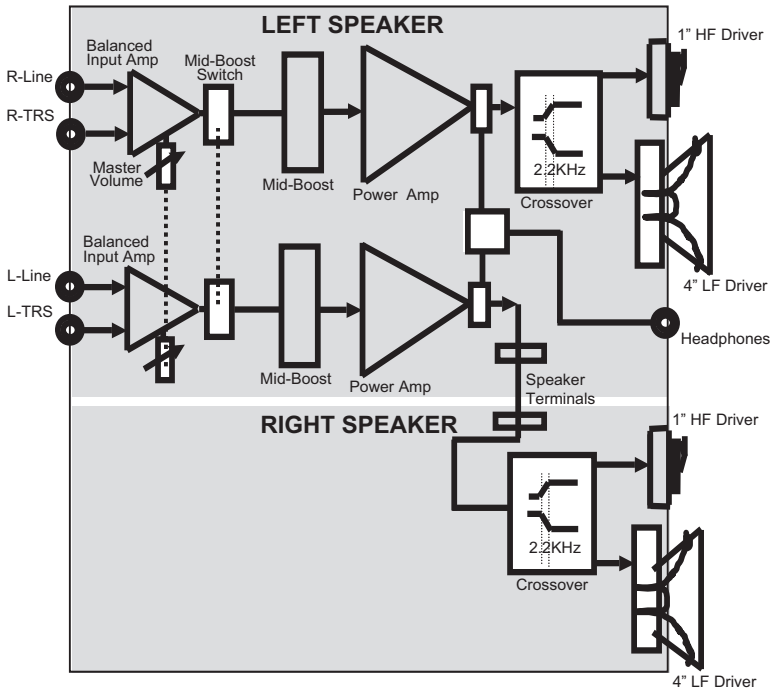 LEFT SPEAKER
1” HF Driver
Balanced
Input Amp
Mid-Boost
Switch
R-Line
R-TRS
Master
Volume
Mid-Boost
Power Amp
2.2KHz
Crossover
4” LF Driver
Balanced
Input Amp
L-Line
L-TRS
Headphones
Mid-Boost
Power Amp
Speaker
Terminals
RIGHT SPEAKER
1” HF Driver
2.2KHz
Crossover
4” LF Driver